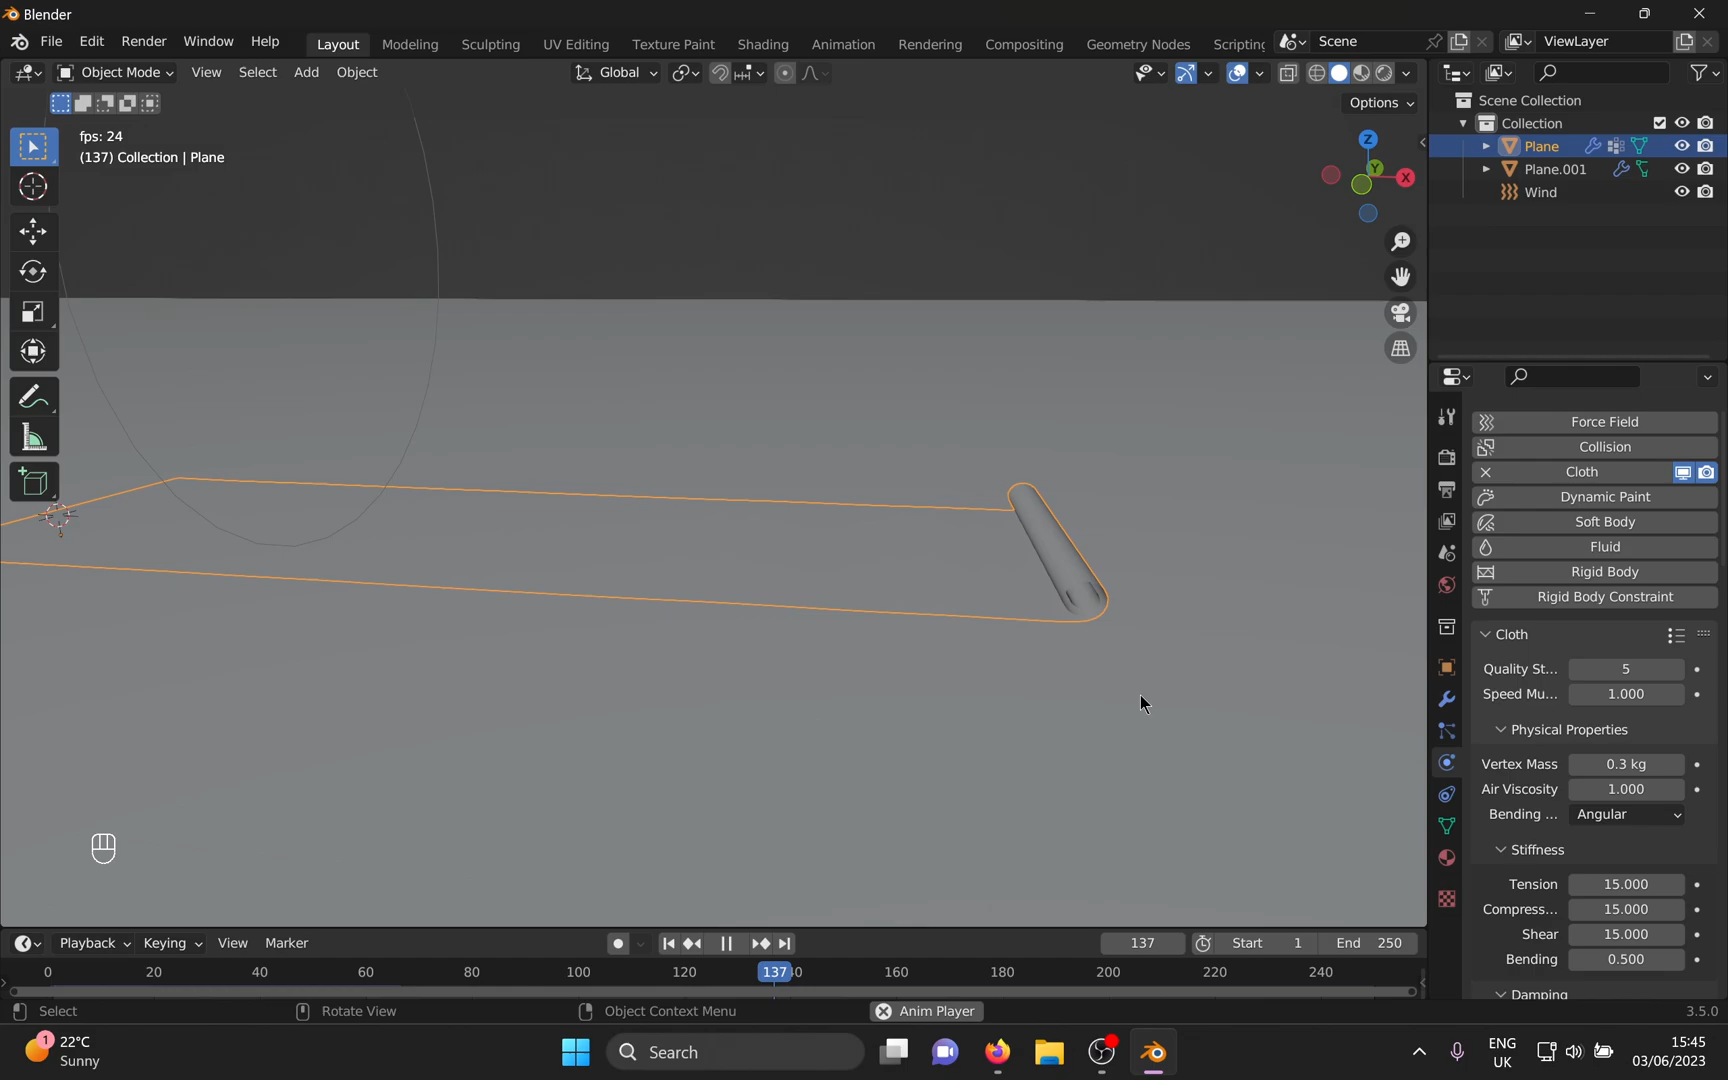 Blender
File Edit Render Window Help Layout Modeling Sculpting UV Editing Texture Paint Shading Animation Rendering Compositing Geometry Nodes Scripting Scene ViewLayer
Object Mode View Select Add Object Global
Options
fps: 24
(137) Collection | Plane
Z
Y
X
Scene Collection
Collection
Plane
Plane.001
Wind
Force Field
Collision
Cloth
Dynamic Paint
Soft Body
Fluid
Rigid Body
Rigid Body Constraint
Cloth
Quality St... 5
Speed Mu... 1.000
Physical Properties
Vertex Mass 0.3 kg
Air Viscosity 1.000
Bending ... Angular
Stiffness
Tension 15.000
Compress... 15.000
Shear 15.000
Bending 0.500
Damping
Playback Keying View Marker 137 Start 1 End 250
0 20 40 60 80 100 120 137 160 180 200 220 240
Select Rotate View Object Context Menu Anim Player 3.5.0
1 22°C
Sunny
Search
ENG
UK
15:45
03/06/2023